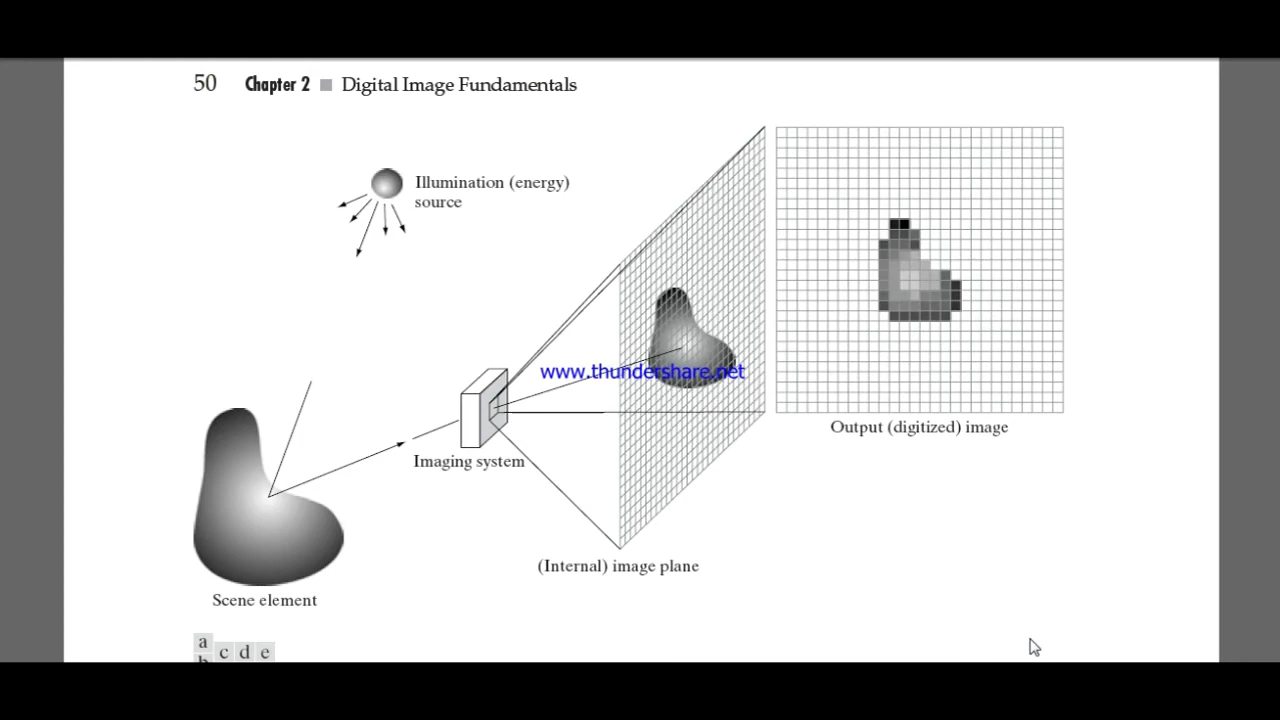 50 Chapter 2 ■ Digital Image Fundamentals
Illumination (energy)
source
www.thundershare.net
Output (digitized) image
Imaging system
(Internal) image plane
Scene element
a
b c d e